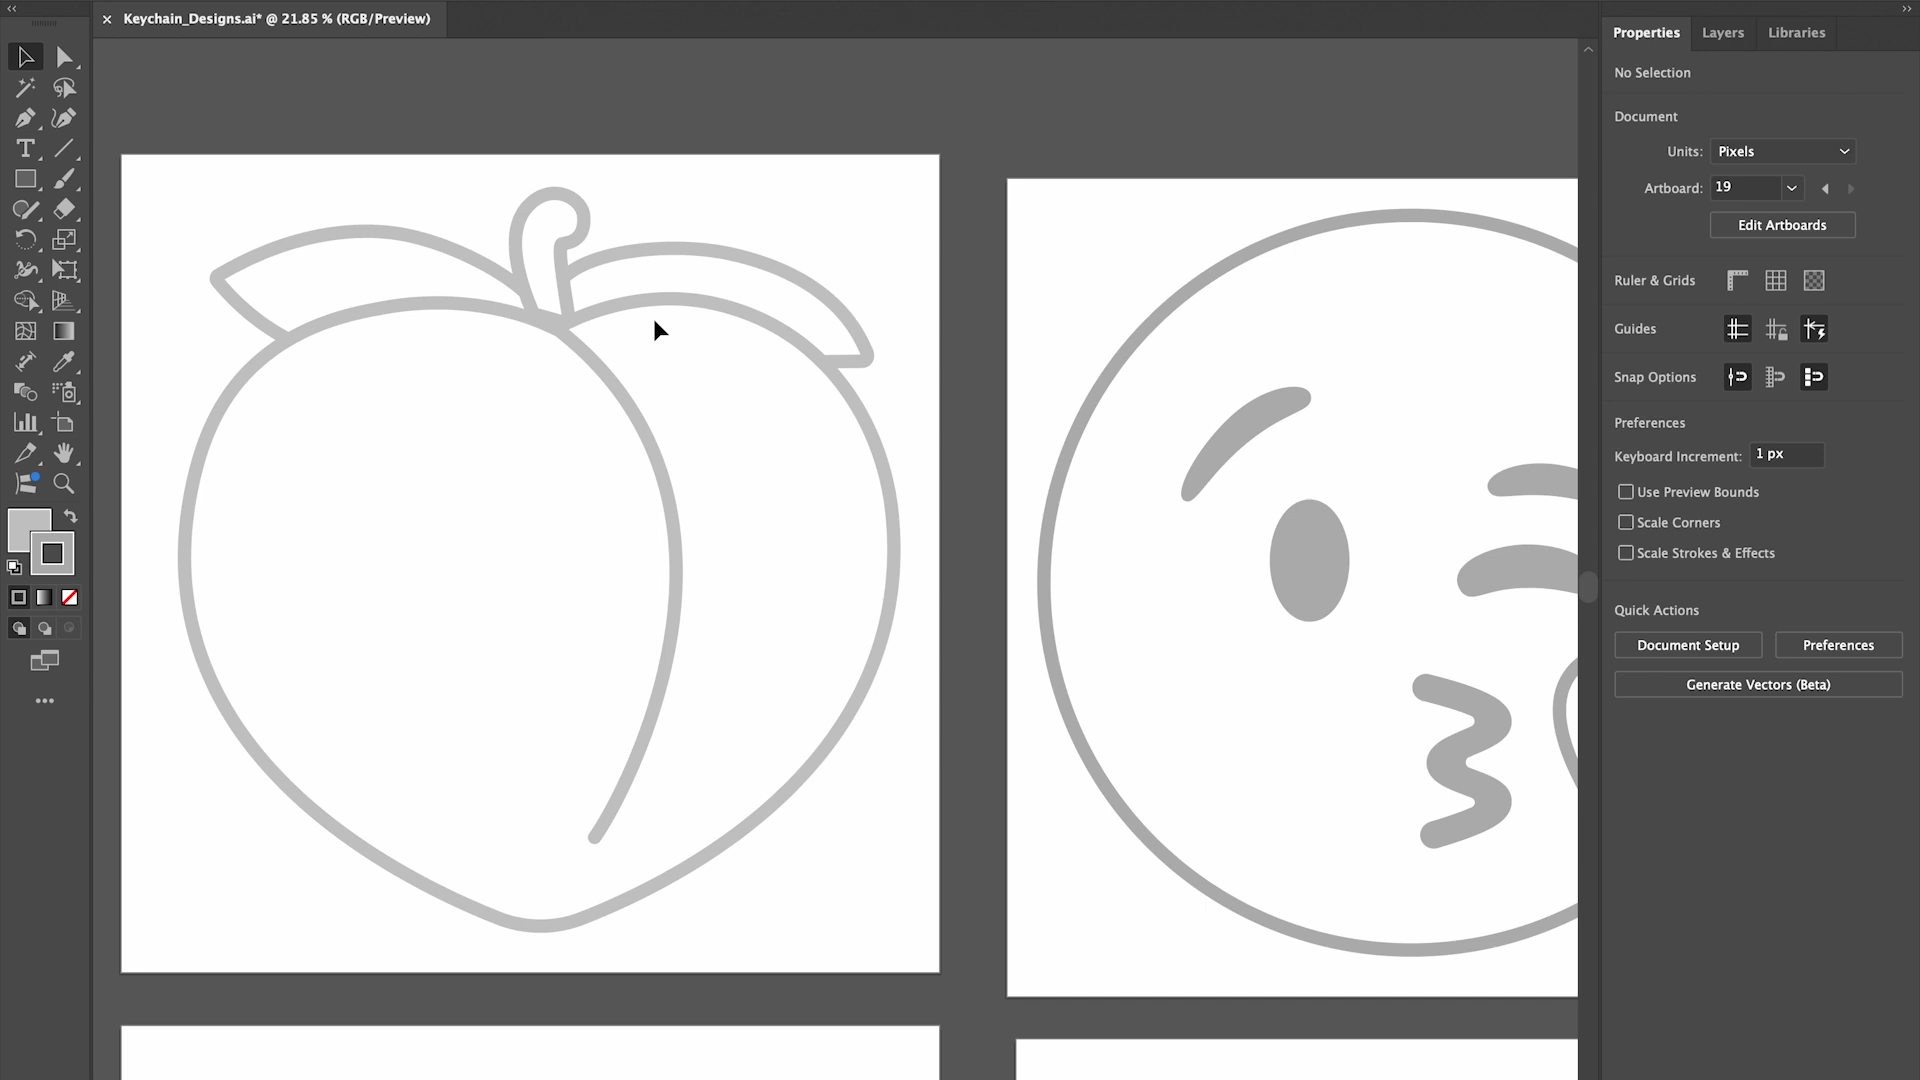 Keychain_Designs.ai* @ 21.85 % (RGB/Preview)
Properties
Layers
Libraries
No Selection
Document
Units:
Pixels
Artboard:
19
Edit Artboards
Ruler & Grids
Guides
Snap Options
Preferences
Keyboard Increment:
1 px
Use Preview Bounds
Scale Corners
Scale Strokes & Effects
Quick Actions
Document Setup
Preferences
Generate Vectors (Beta)